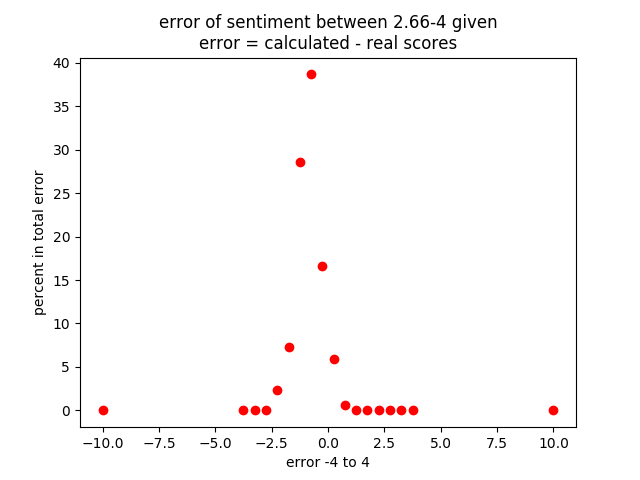 error of sentiment between 2.66-4 given
error = calculated - real scores
40
35
30
25
20
15
10
5
0
percent in total error
−10.0 −7.5 −5.0 −2.5 0.0 2.5 5.0 7.5 10.0
error -4 to 4